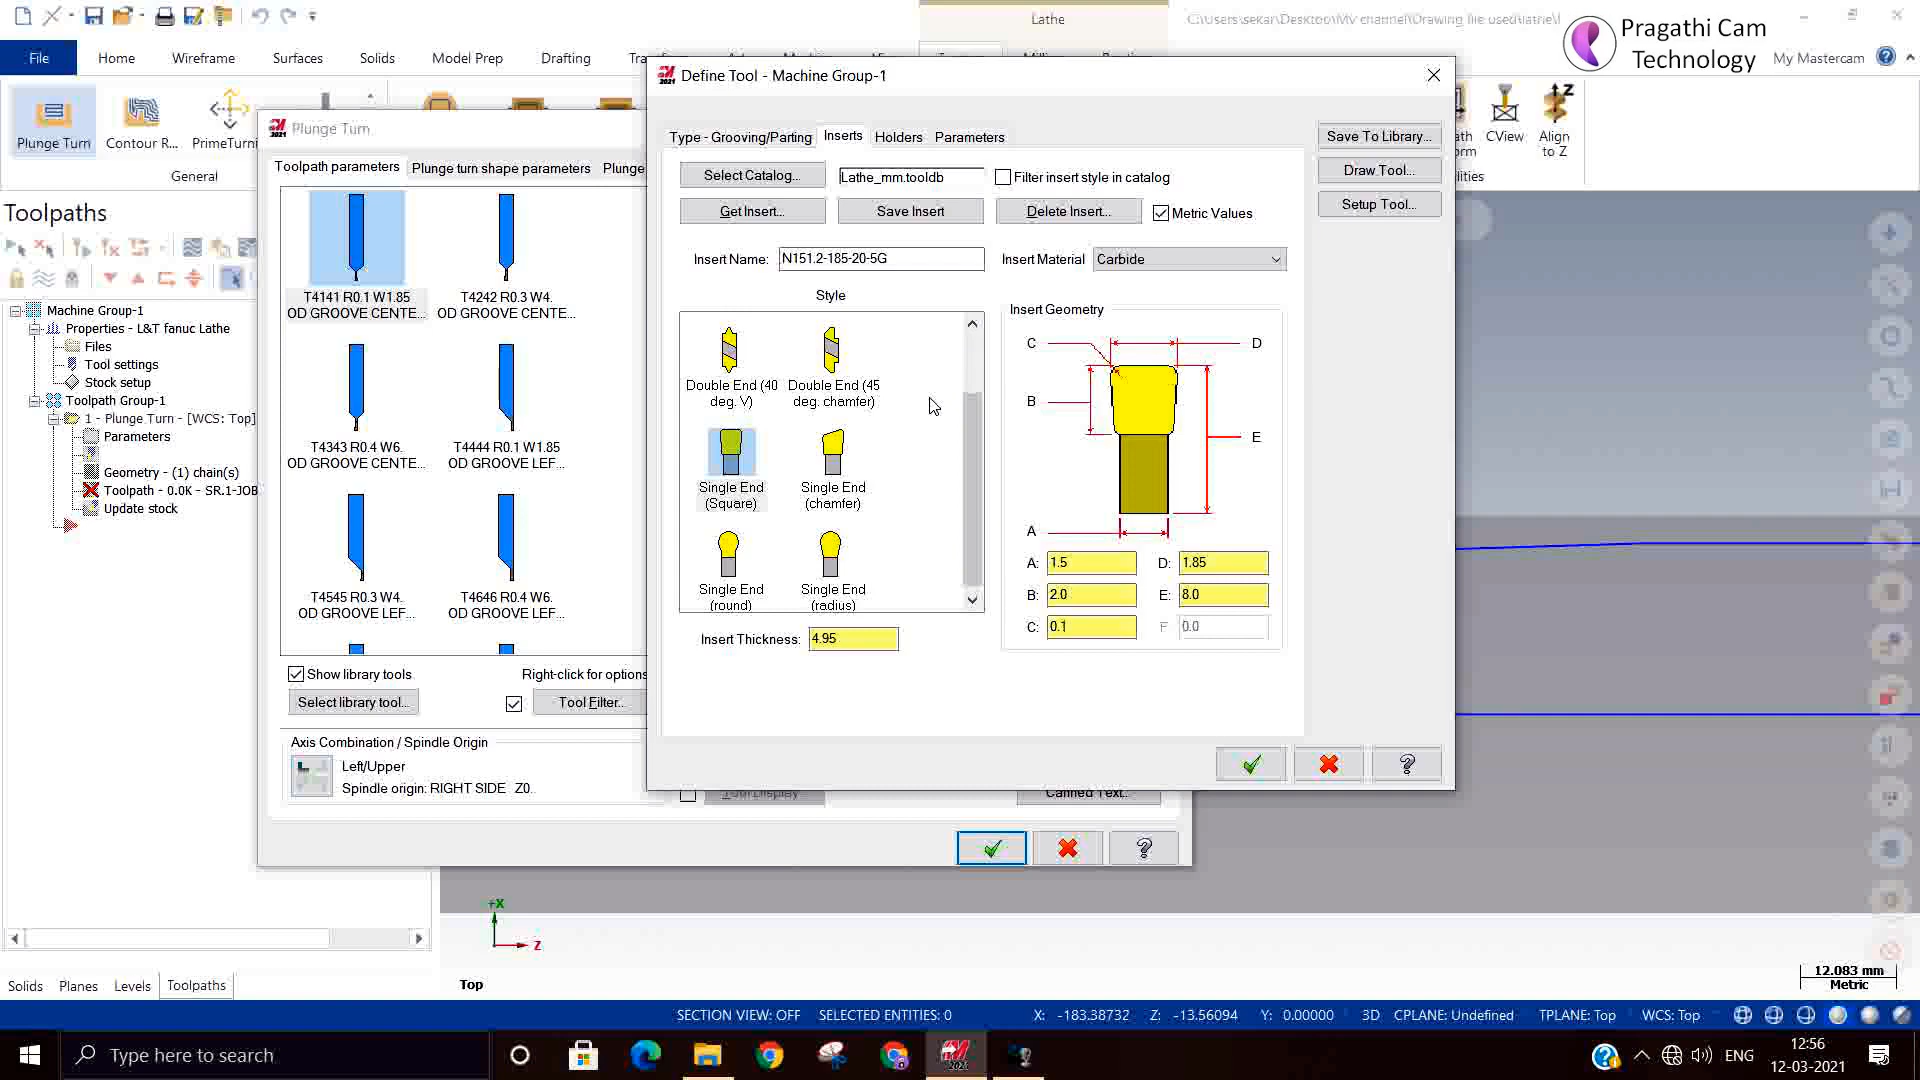 Lathe
C:\Users\sekar\Desktop\MV channel\Drawing file used\lathe\
Pragathi Cam
Technology
My Mastercam
File
Home
Wireframe
Surfaces
Solids
Model Prep
Drafting
Plunge Turn
Contour R...
PrimeTurni
General
CView
Align
to Z
Toolpaths
Machine Group-1
Properties - L&T fanuc Lathe
Files
Tool settings
Stock setup
Toolpath Group-1
1 - Plunge Turn - [WCS: Top]
Parameters
Geometry - (1) chain(s)
Toolpath - 0.0K - SR.1-JOB
Update stock
Plunge Turn
Toolpath parameters
Plunge turn shape parameters
Plunge
T4141 R0.1 W1.85
OD GROOVE CENTE...
T4242 R0.3 W4.
OD GROOVE CENTE...
T4343 R0.4 W6.
OD GROOVE CENTE...
T4444 R0.1 W1.85
OD GROOVE LEF...
T4545 R0.3 W4.
OD GROOVE LEF...
T4646 R0.4 W6.
OD GROOVE LEF...
Show library tools
Right-click for options
Select library tool...
Tool Filter...
Axis Combination / Spindle Origin
Left/Upper
Spindle origin: RIGHT SIDE Z0.
Tool Display...
Canned Text...
Define Tool - Machine Group-1
Type - Grooving/Parting
Inserts
Holders
Parameters
Select Catalog...
Lathe_mm.tooldb
Filter insert style in catalog
Get Insert...
Save Insert
Delete Insert...
Metric Values
Insert Name:
N151.2-185-20-5G
Insert Material
Carbide
Style
Double End (40
deg. V)
Double End (45
deg. chamfer)
Single End
(Square)
Single End
(chamfer)
Single End
(round)
Single End
(radius)
Insert Thickness:
4.95
Insert Geometry
C
D
B
E
A
A:
1.5
D:
1.85
B:
2.0
E:
8.0
C:
0.1
F
0.0
Save To Library...
Draw Tool...
Setup Tool...
+X
Z
Top
12.083 mm
Metric
Solids
Planes
Levels
Toolpaths
SECTION VIEW: OFF
SELECTED ENTITIES: 0
X: -183.38732
Z: -13.56094
Y: 0.00000
3D
CPLANE: Undefined
TPLANE: Top
WCS: Top
Type here to search
ENG
12:56
12-03-2021